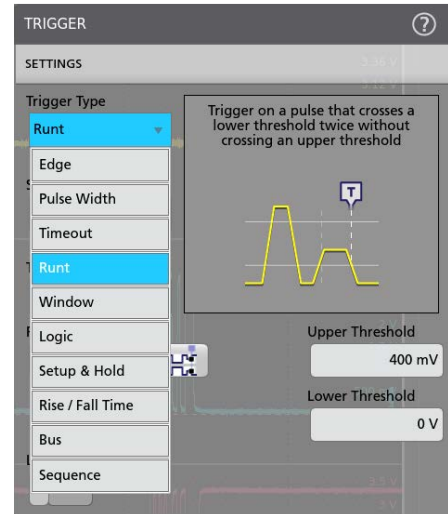 TRIGGER
?
SETTINGS
Trigger Type
Runt
Edge
Pulse Width
Timeout
Runt
Window
Logic
Setup & Hold
Rise / Fall Time
Bus
Sequence
Trigger on a pulse that crosses a
lower threshold twice without
crossing an upper threshold
T
Upper Threshold
400 mV
Lower Threshold
0 V
3.5 V